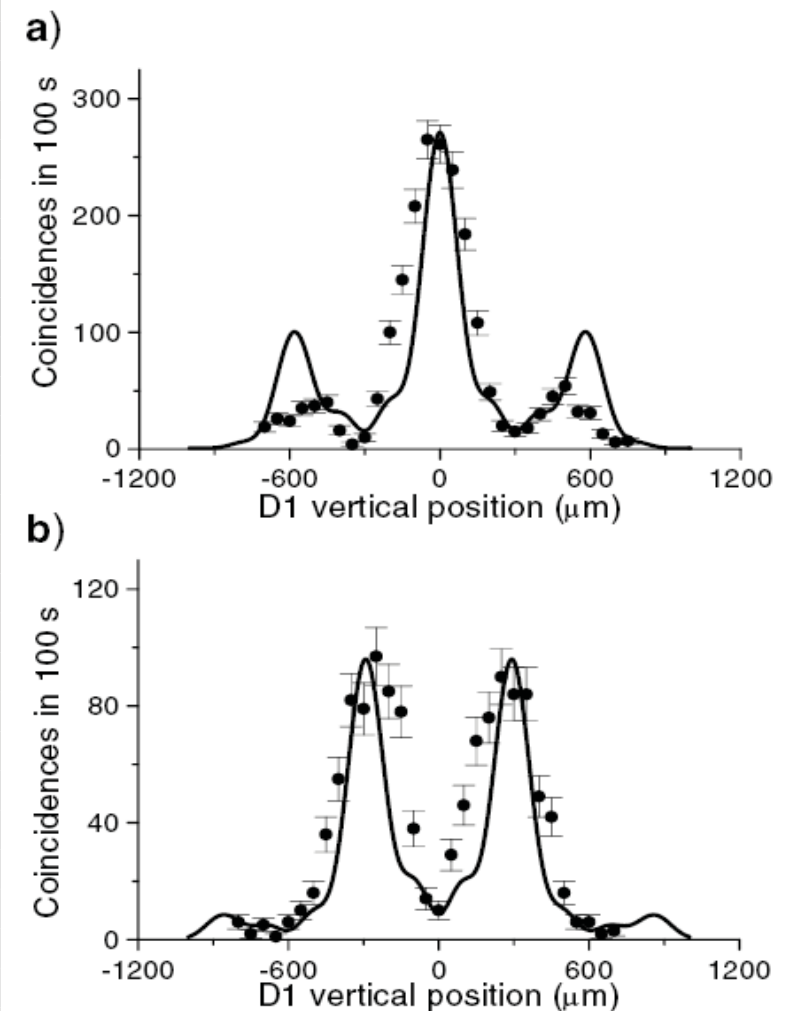 a)
Coincidences in 100 s
300
200
100
0
-1200 -600 0 600 1200
D1 vertical position (μm)
b)
Coincidences in 100 s
120
80
40
0
-1200 -600 0 600 1200
D1 vertical position (μm)